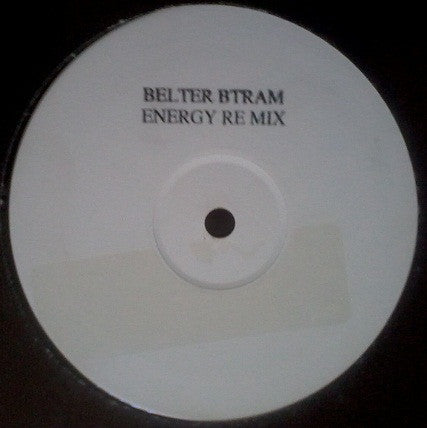 BELTER BTRAM
ENERGY RE MIX